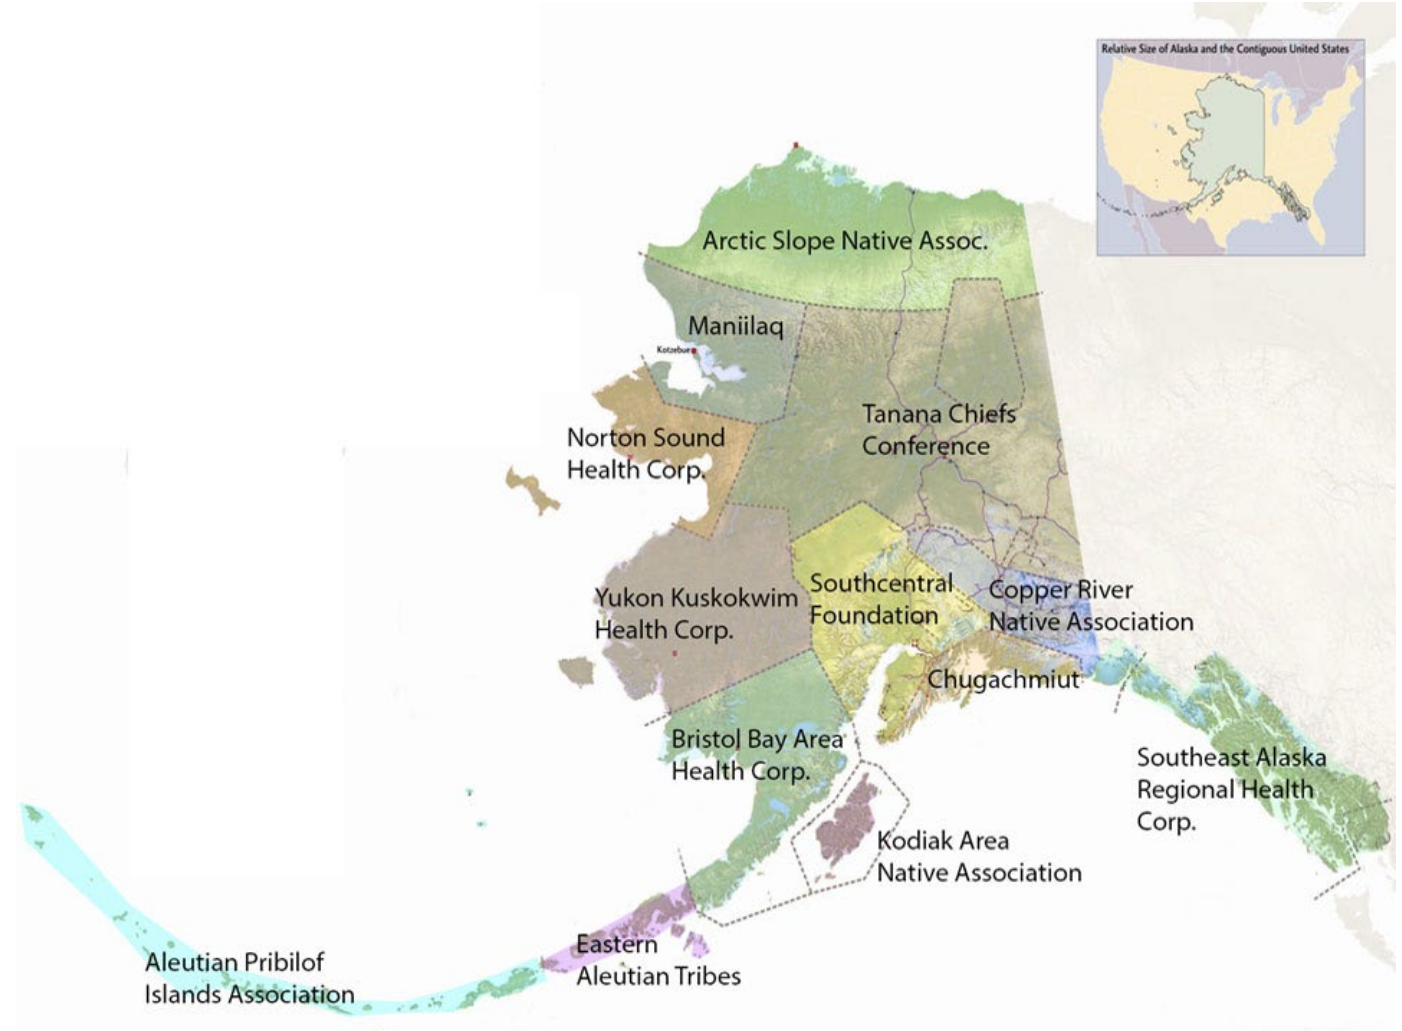 Relative Size of Alaska and the Contiguous United States
Arctic Slope Native Assoc.
Maniilaq
Kotzebue
Tanana Chiefs
Conference
Norton Sound
Health Corp.
Southcentral
Foundation
Copper River
Native Association
Yukon Kuskokwim
Health Corp.
Chugachmiut
Bristol Bay Area
Health Corp.
Southeast Alaska
Regional Health
Corp.
Kodiak Area
Native Association
Eastern
Aleutian Tribes
Aleutian Pribilof
Islands Association